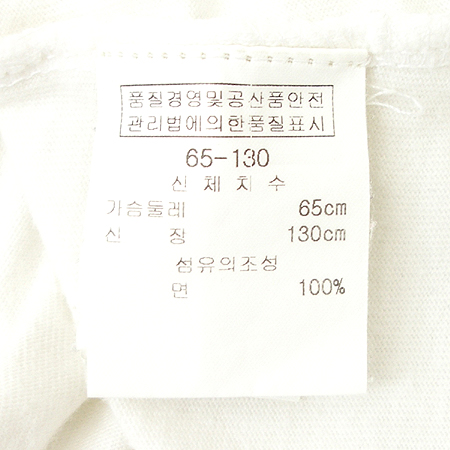 품질경영및공산품안전
관리법에의한품질표시
65-130
신체치수
가슴둘레 65cm
신 장 130cm
섬유의조성
면 100%